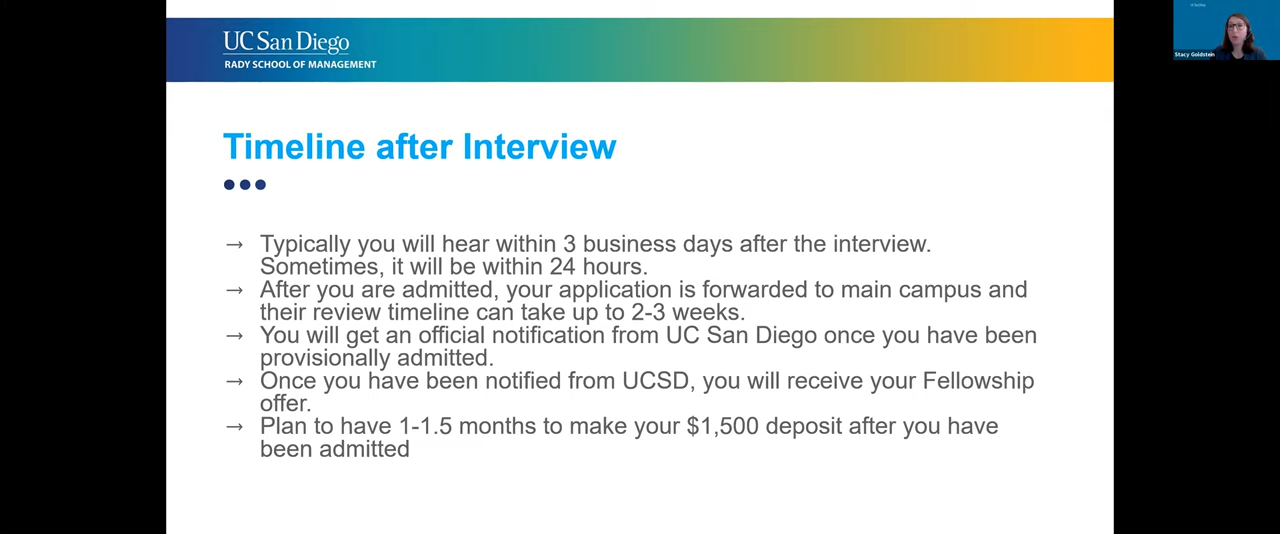 UC San Diego
RADY SCHOOL OF MANAGEMENT
Stacy Goldstein
Timeline after Interview
→ Typically you will hear within 3 business days after the interview.
Sometimes, it will be within 24 hours.
→ After you are admitted, your application is forwarded to main campus and
their review timeline can take up to 2-3 weeks.
→ You will get an official notification from UC San Diego once you have been
provisionally admitted.
→ Once you have been notified from UCSD, you will receive your Fellowship
offer.
→ Plan to have 1-1.5 months to make your $1,500 deposit after you have
been admitted